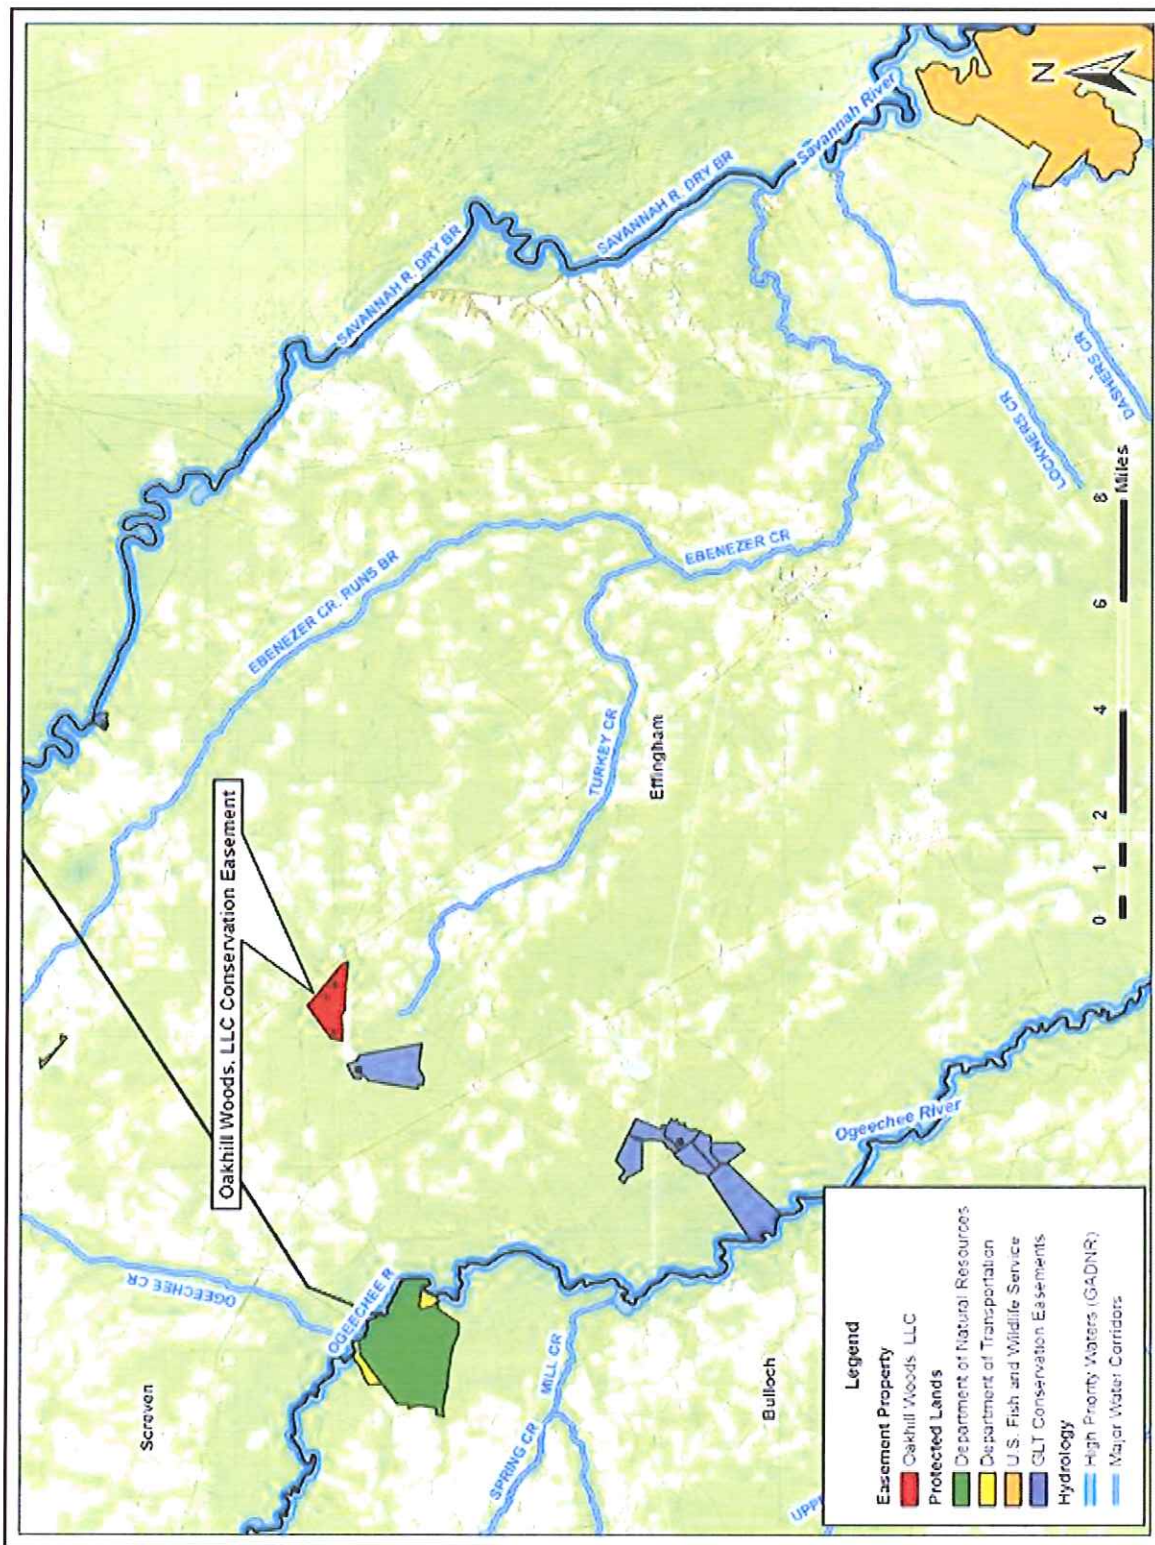 Screven
OGEECHEE CR
OGEECHEE R
Oakhill Woods, LLC Conservation Easement
EBENEZER CR, RUNS BR
SAVANNAH R, DRY BR
SAVANNAH R, DRY BR
Savannah River
N
SPRING CR
MILL CR
TURKEY CR
Effingham
EBENEZER CR
Bulloch
Ogeechee River
LOCKNERS CR
DASHERS CR
UPP
Legend
Easement Property
Oakhill Woods, LLC
Protected Lands
Department of Natural Resources
Department of Transportation
U.S. Fish and Wildlife Service
GLT Conservation Easements
Hydrology
High Priority Waters (GADNR)
Major Water Corridors
0 1 2 4 6 8
Miles